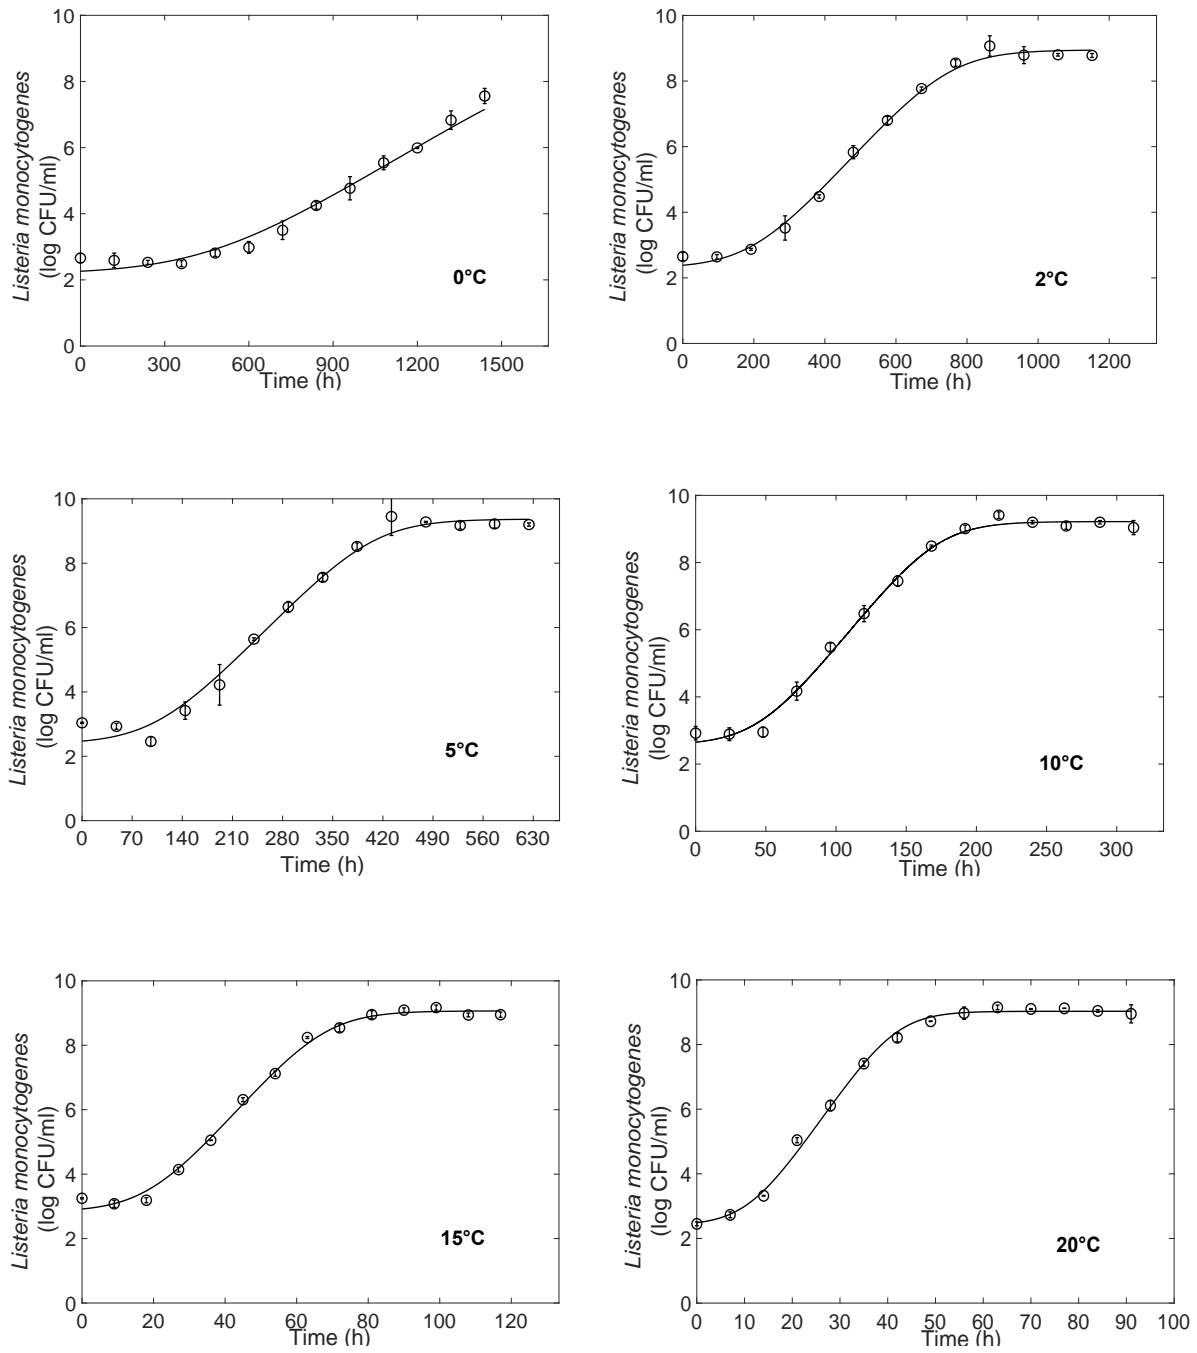 10
8
6
4
2
0
Listeria monocytogenes
(log CFU/ml)
0°C
0 300 600 900 1200 1500
Time (h)
10
8
6
4
2
0
Listeria monocytogenes
(log CFU/ml)
2°C
0 200 400 600 800 1000 1200
Time (h)
10
8
6
4
2
0
Listeria monocytogenes
(log CFU/ml)
5°C
0 70 140 210 280 350 420 490 560 630
Time (h)
10
8
6
4
2
0
Listeria monocytogenes
(log CFU/ml)
10°C
0 50 100 150 200 250 300
Time (h)
10
8
6
4
2
0
Listeria monocytogenes
(log CFU/ml)
15°C
0 20 40 60 80 100 120
Time (h)
10
8
6
4
2
0
Listeria monocytogenes
(log CFU/ml)
20°C
0 10 20 30 40 50 60 70 80 90 100
Time (h)